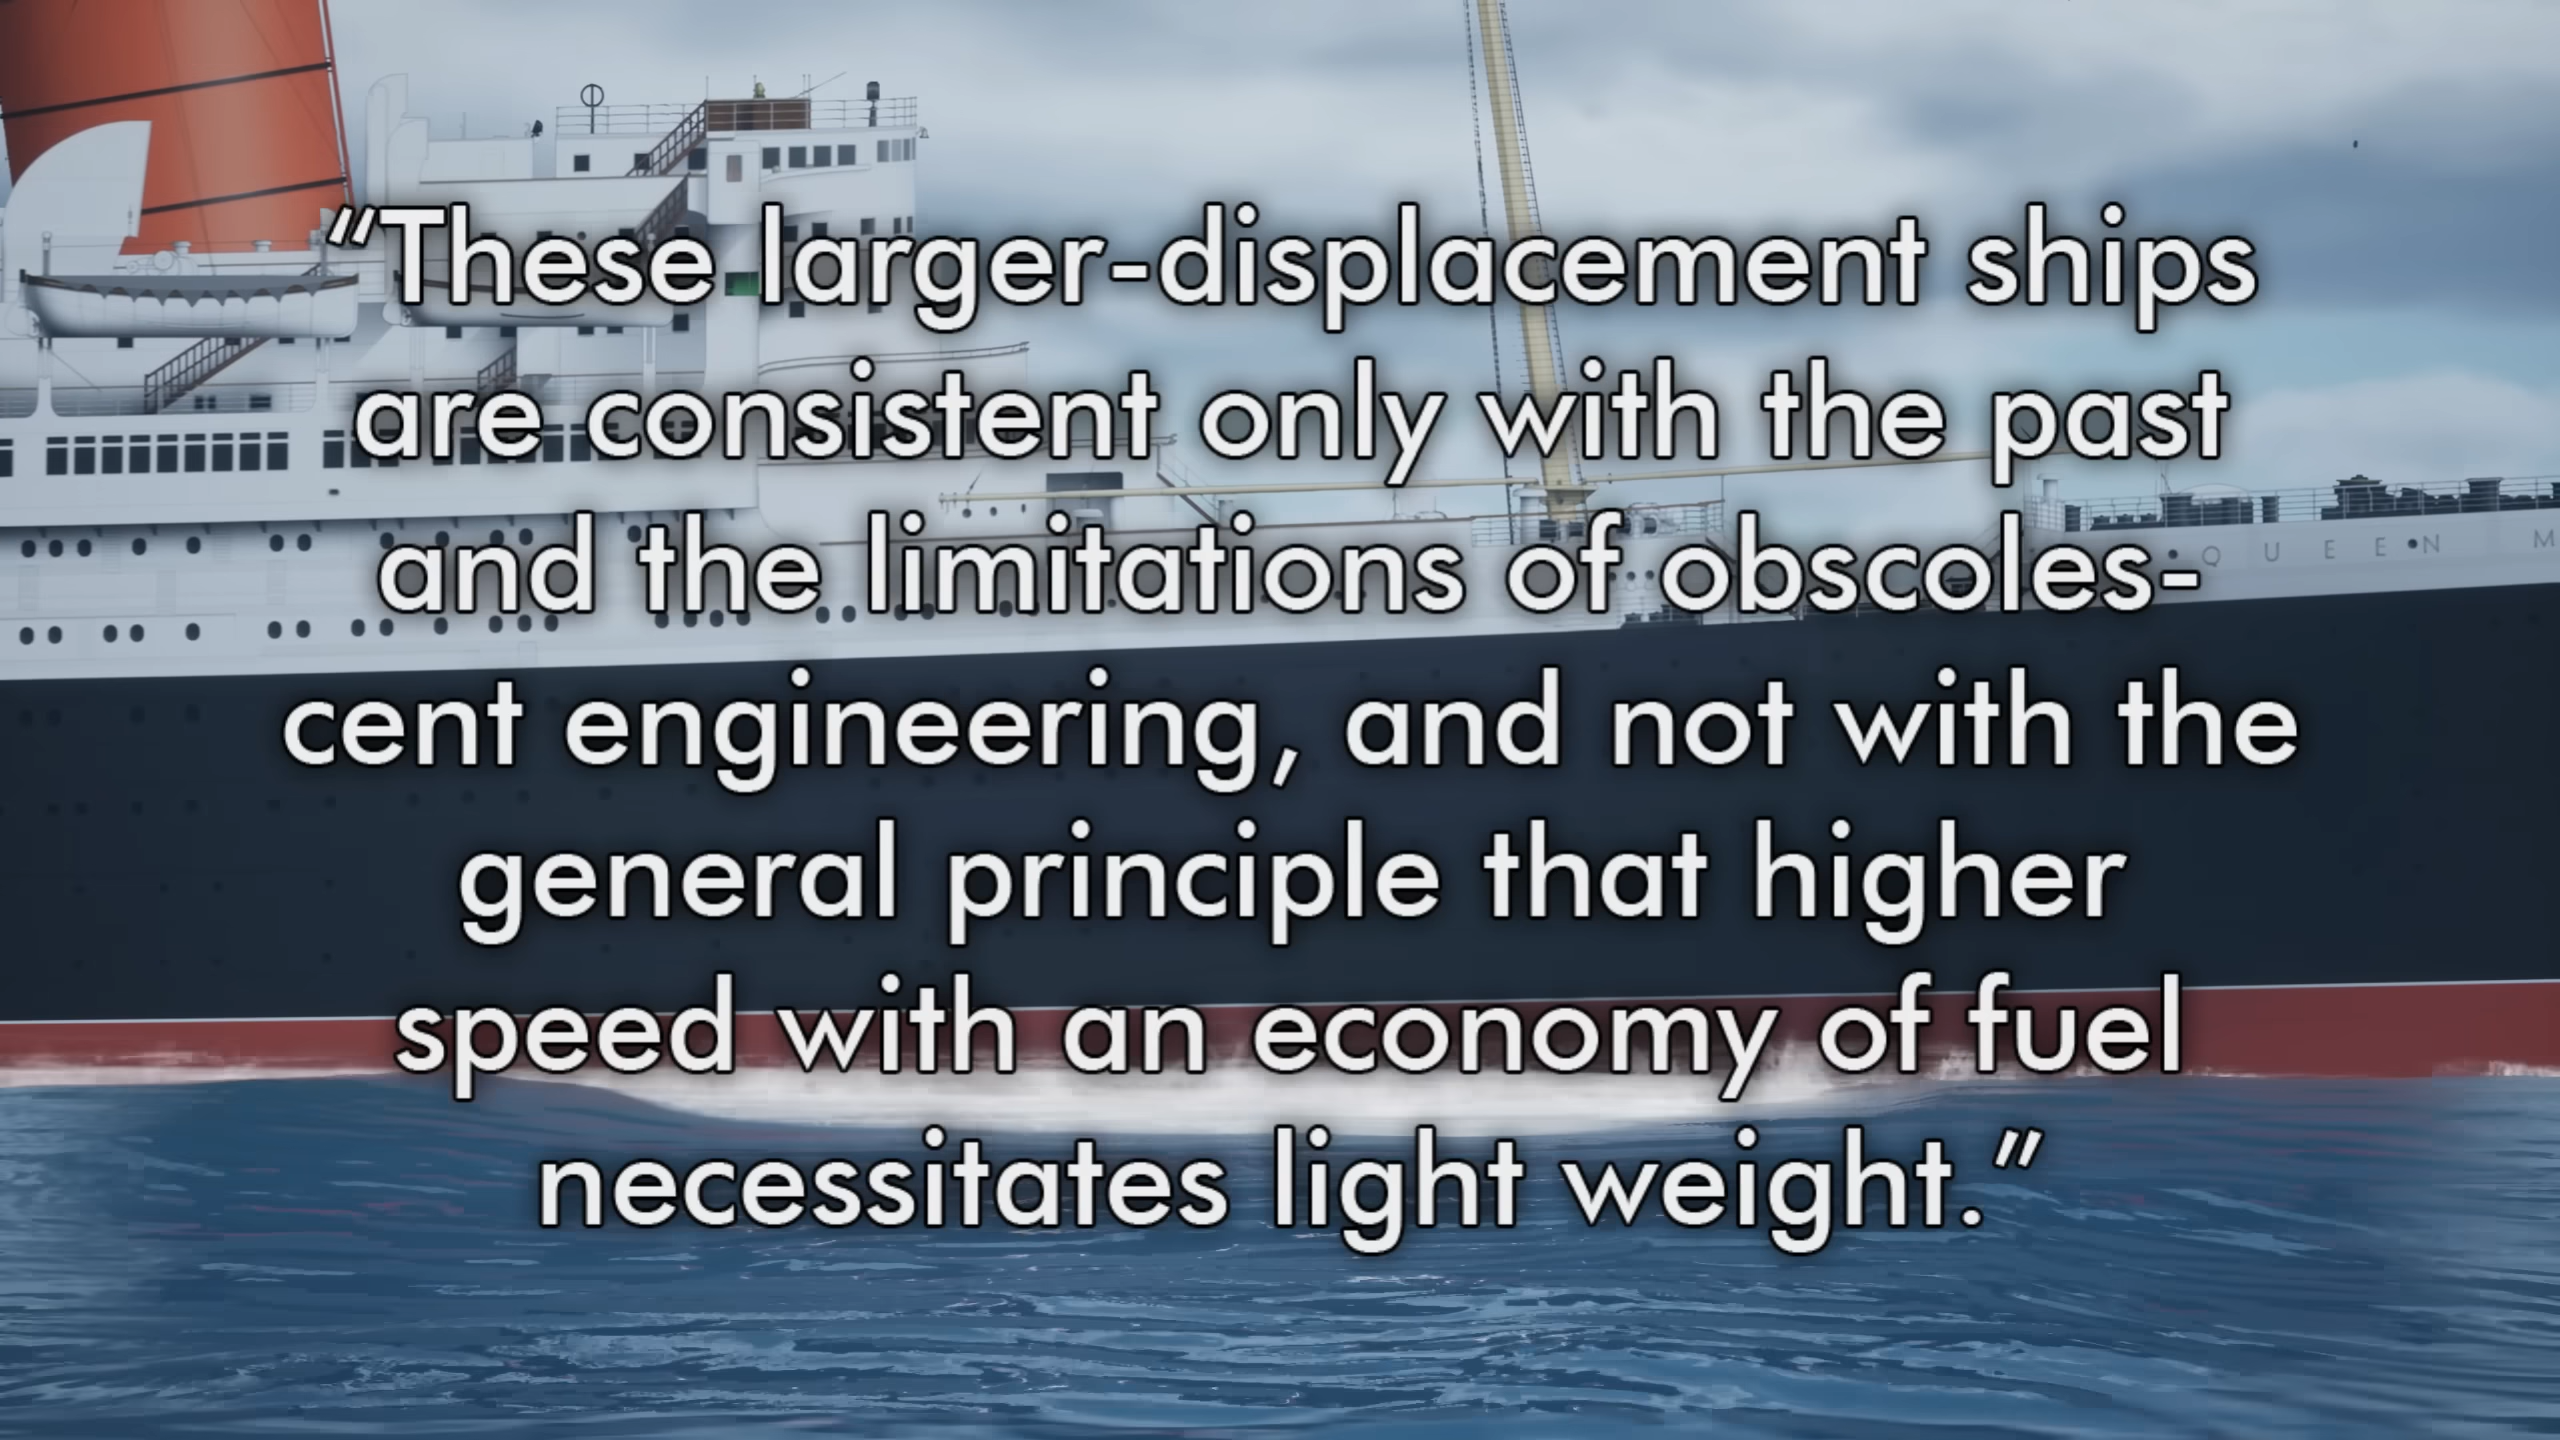 “These larger-displacement ships
are consistent only with the past
and the limitations of obscoles-
cent engineering, and not with the
general principle that higher
speed with an economy of fuel
necessitates light weight.”
QUEEN M